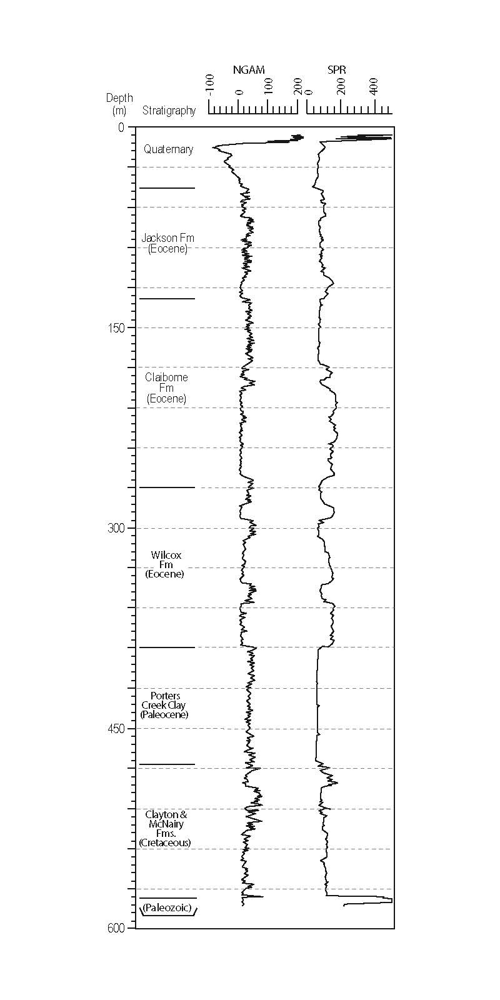 NGAM
SPR
-100
0
100
200
0
200
400
Depth
(m)
Stratigraphy
0
Quaternary
Jackson Fm
(Eocene)
150
Claiborne
Fm
(Eocene)
300
Wilcox
Fm
(Eocene)
Porters
Creek Clay
(Paleocene)
450
Clayton &
McNairy
Fms.
(Cretaceous)
(Paleozoic)
600